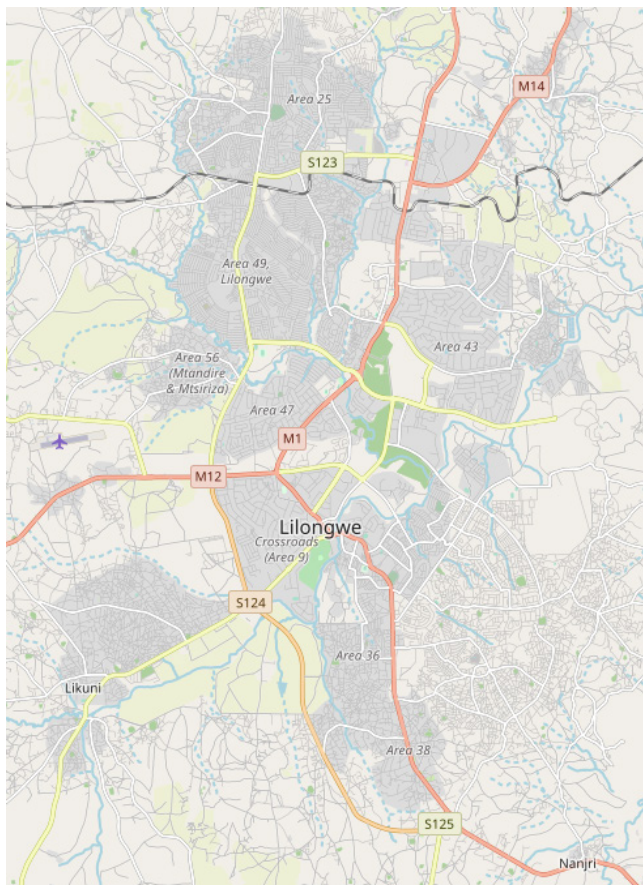 M14
Area 25
S123
Area 49,
Lilongwe
Area 43
Area 56
(Mtandire
& Mtsiriza)
Area 47
M1
M12
Lilongwe
Crossroads
(Area 9)
S124
Area 36
Likuni
Area 38
S125
Nanjri